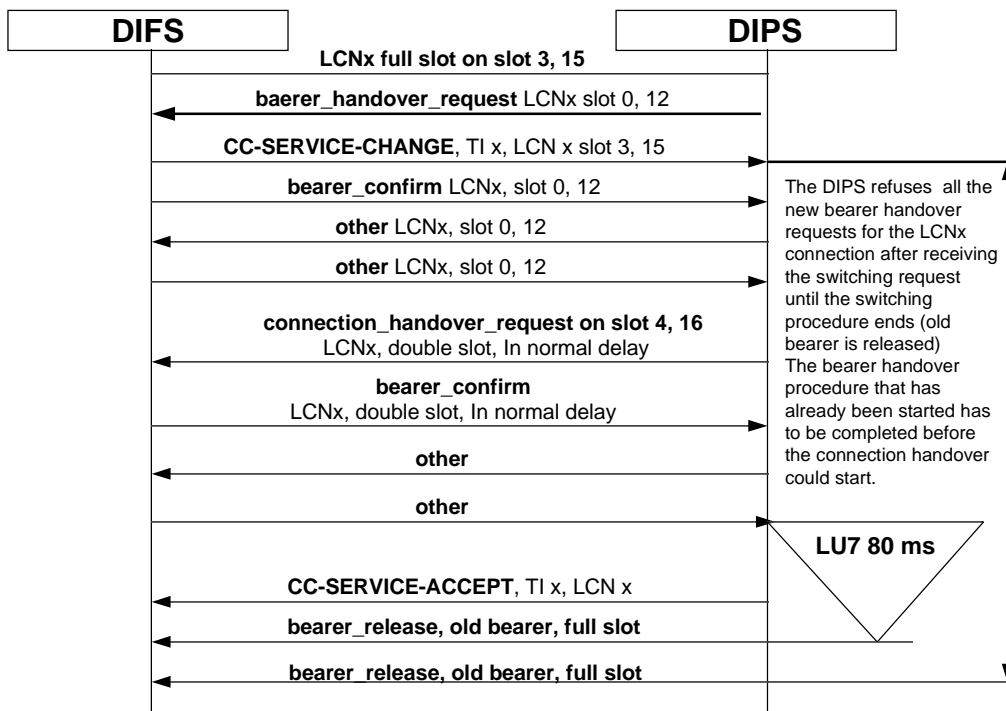 DIFS
DIPS
LCNx full slot on slot 3, 15
baerer_handover_request LCNx slot 0, 12
CC-SERVICE-CHANGE, TI x, LCN x slot 3, 15
bearer_confirm LCNx, slot 0, 12
other LCNx, slot 0, 12
other LCNx, slot 0, 12
connection_handover_request on slot 4, 16
LCNx, double slot, In normal delay
bearer_confirm
LCNx, double slot, In normal delay
other
other
The DIPS refuses all the
new bearer handover
requests for the LCNx
connection after receiving
the switching request
until the switching
procedure ends (old
bearer is released)
The bearer handover
procedure that has
already been started has
to be completed before
the connection handover
could start.
LU7 80 ms
CC-SERVICE-ACCEPT, TI x, LCN x
bearer_release, old bearer, full slot
bearer_release, old bearer, full slot